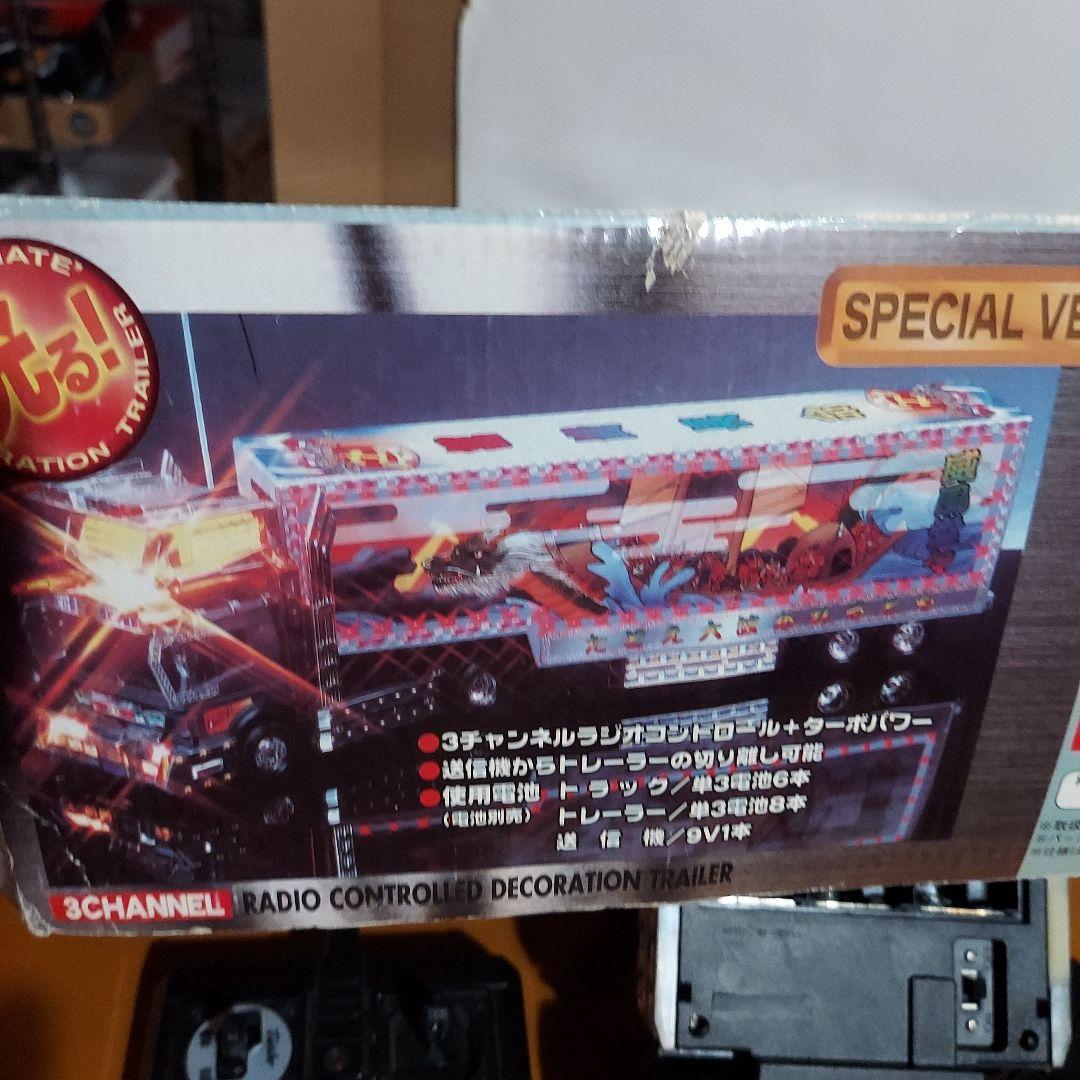 光る!
TRAILER
SPECIAL VE
●3チャンネルラジオコントロール+ターボパワー
●送信機からトレーラーの切り離し可能
●使用電池 トラック/単3電池6本
(電池別売) トレーラー/単3電池8本
送信機/9V1本
3CHANNEL RADIO CONTROLLED DECORATION TRAILER